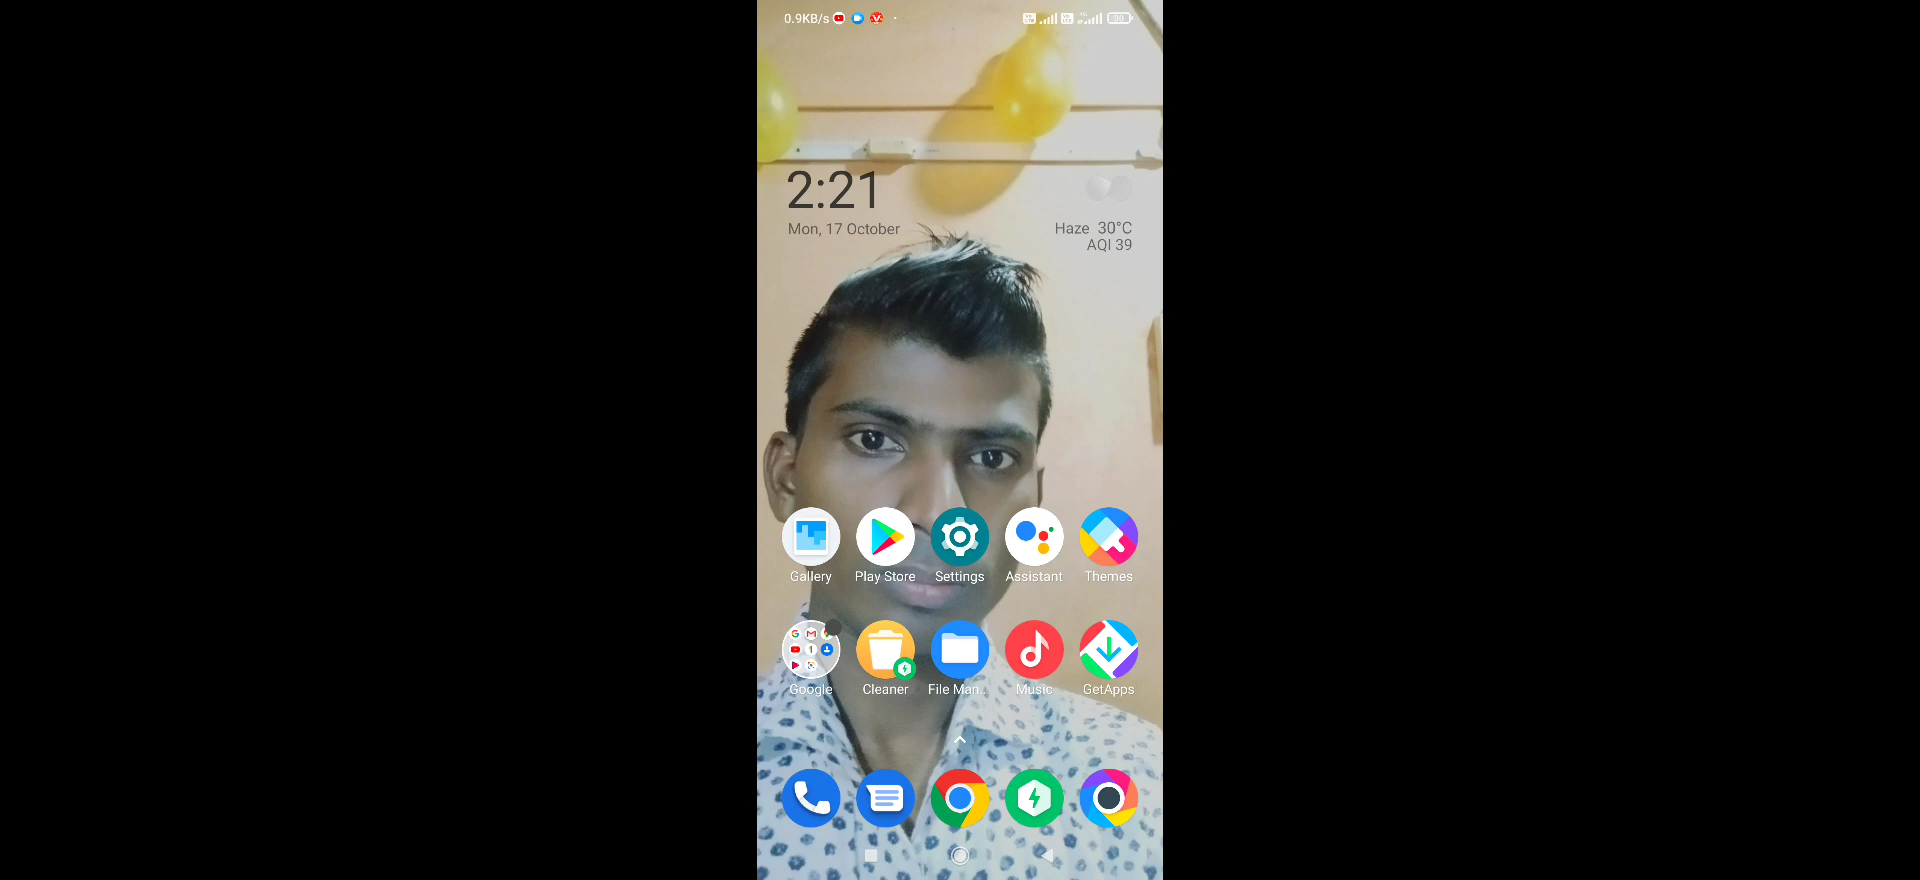 0.9KB/s
2:21
Mon, 17 October
Haze 30°C
AQI 39
Gallery Play Store Settings Assistant Themes
Google Cleaner File Man.. Music GetApps